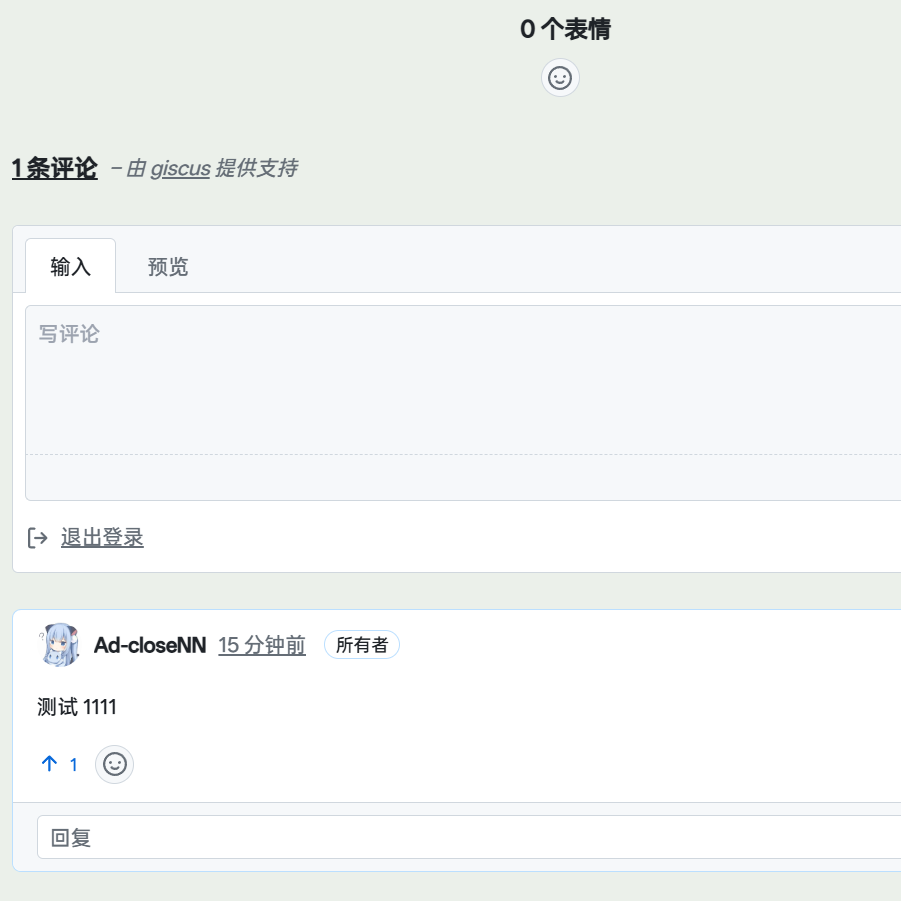 0 个表情
1 条评论 – 由 giscus 提供支持
输入 预览
写评论
退出登录
Ad-closeNN 15 分钟前 所有者
测试 1111
1
回复